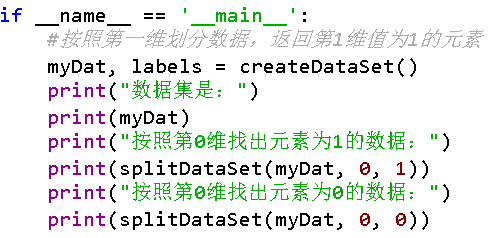 if __name__ == '__main__':
    #按照第一维划分数据，返回第1维值为1的元素
    myDat, labels = createDataSet()
    print("数据集是：")
    print(myDat)
    print("按照第0维找出元素为1的数据：")
    print(splitDataSet(myDat, 0, 1))
    print("按照第0维找出元素为0的数据：")
    print(splitDataSet(myDat, 0, 0))